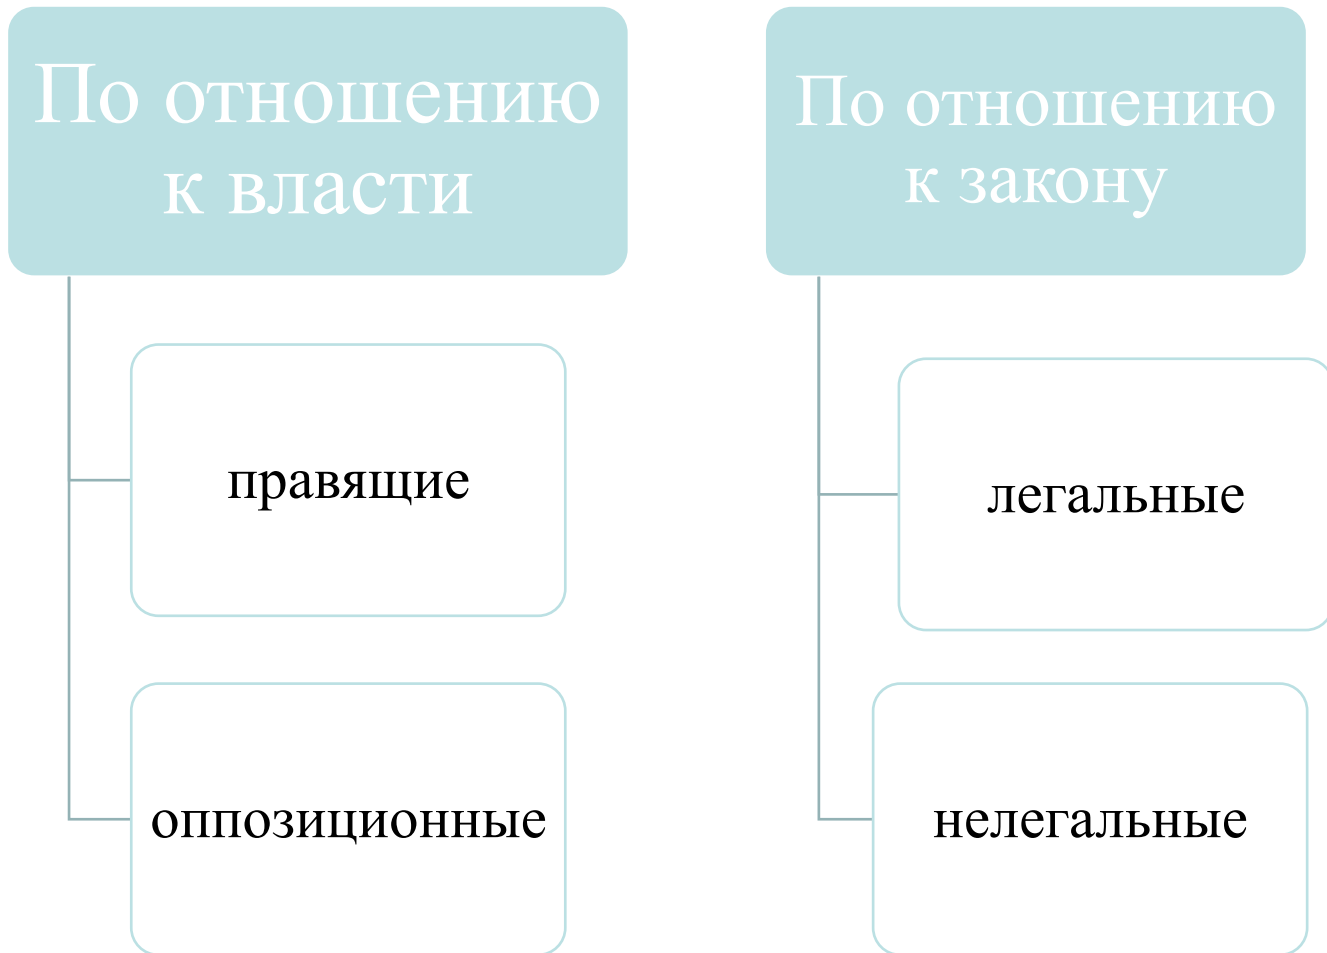 По отношению
к власти
правящие
оппозиционные
По отношению
к закону
легальные
нелегальные